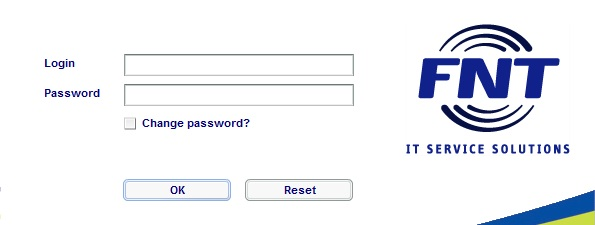 Login
Password
Change password?
OK Reset
FNT
IT SERVICE SOLUTIONS